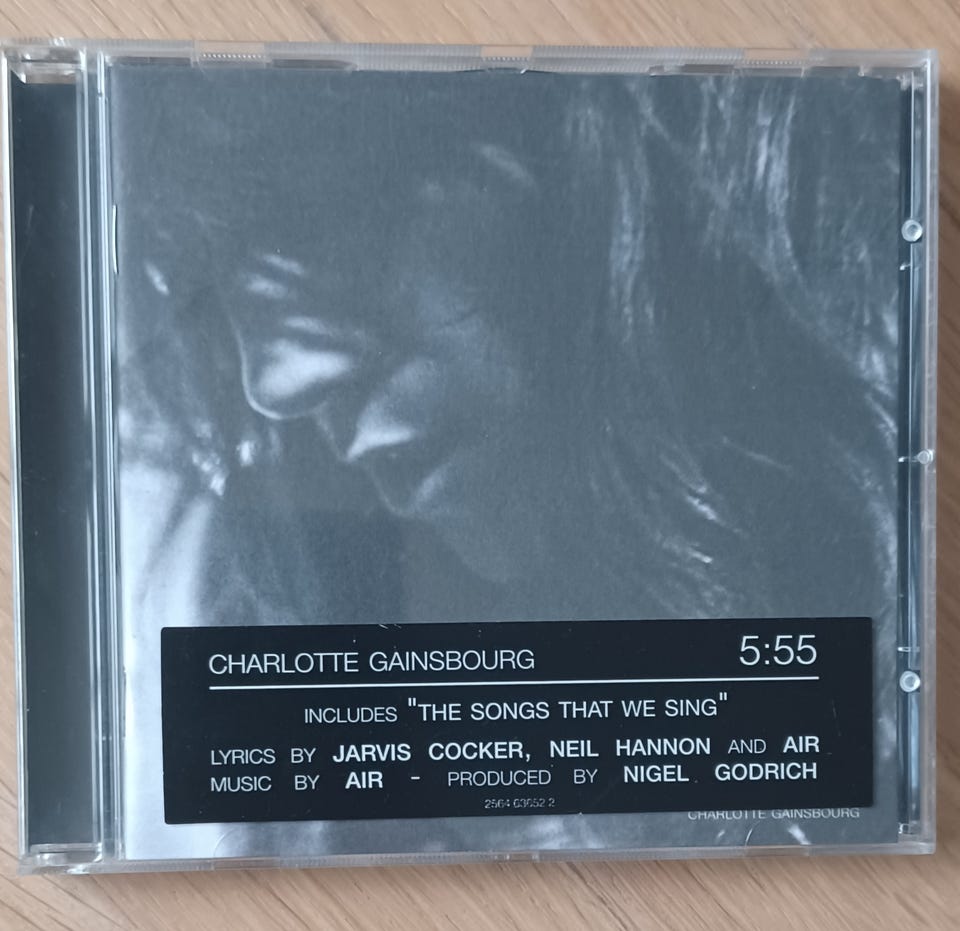 CHARLOTTE GAINSBOURG 5:55
INCLUDES "THE SONGS THAT WE SING"
LYRICS BY JARVIS COCKER, NEIL HANNON AND AIR
MUSIC BY AIR - PRODUCED BY NIGEL GODRICH
2564 63652 2
CHARLOTTE GAINSBOURG